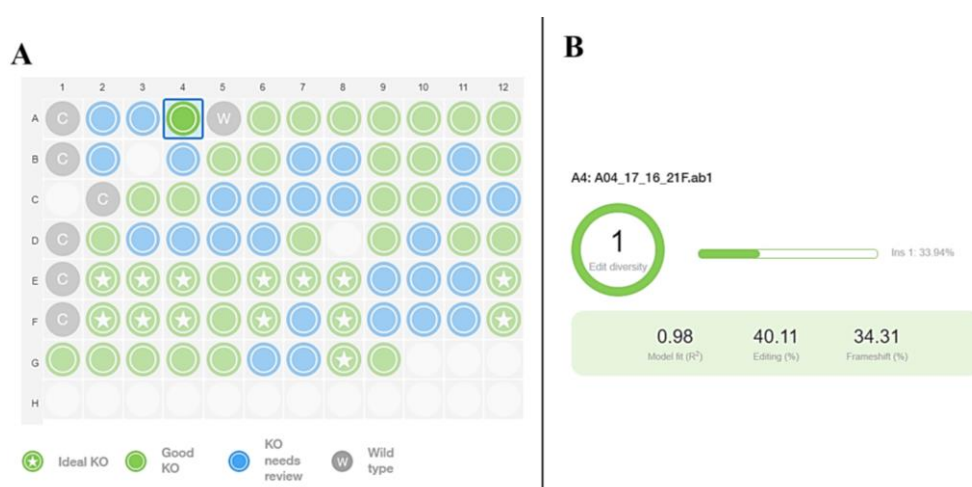 A
1 2 3 4 5 6 7 8 9 10 11 12
A C W
B C
C C
D C
E C
F C
G
H
Ideal KO
Good KO
KO needs review
W Wild type
B
A4: A04_17_16_21F.ab1
1
Edit diversity
Ins 1: 33.94%
0.98 40.11 34.31
Model fit (R²) Editing (%) Frameshift (%)